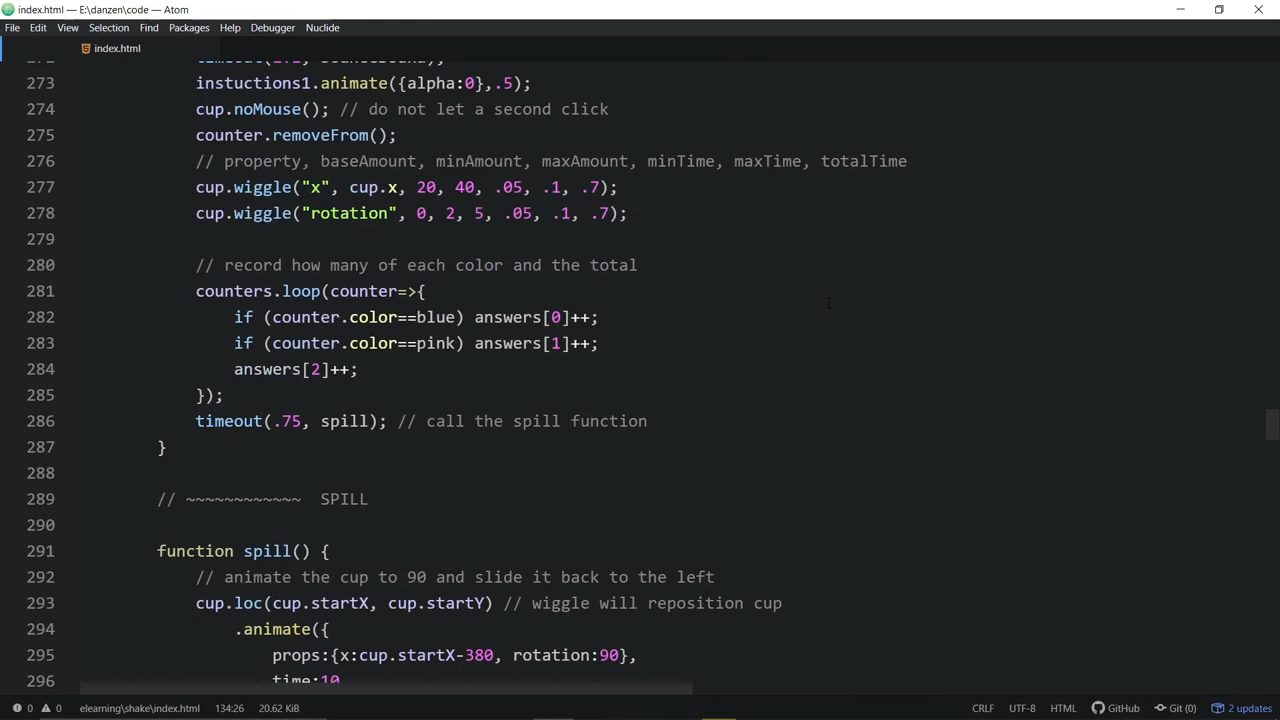 index.html — E:\danzen\code — Atom
File Edit View Selection Find Packages Help Debugger Nuclide
index.html
273 instuctions1.animate({alpha:0},.5);
274 cup.noMouse(); // do not let a second click
275 counter.removeFrom();
276 // property, baseAmount, minAmount, maxAmount, minTime, maxTime, totalTime
277 cup.wiggle("x", cup.x, 20, 40, .05, .1, .7);
278 cup.wiggle("rotation", 0, 2, 5, .05, .1, .7);
279
280 // record how many of each color and the total
281 counters.loop(counter=>{
282 if (counter.color==blue) answers[0]++;
283 if (counter.color==pink) answers[1]++;
284 answers[2]++;
285 });
286 timeout(.75, spill); // call the spill function
287 }
288
289 // ~~~~~~~~~~~~ SPILL
290
291 function spill() {
292 // animate the cup to 90 and slide it back to the left
293 cup.loc(cup.startX, cup.startY) // wiggle will reposition cup
294 .animate({
295 props:{x:cup.startX-380, rotation:90},
296 time:10
0 0 elearning\shake\index.html 134:26 20.62 KiB CRLF UTF-8 HTML GitHub Git (0) 2 updates